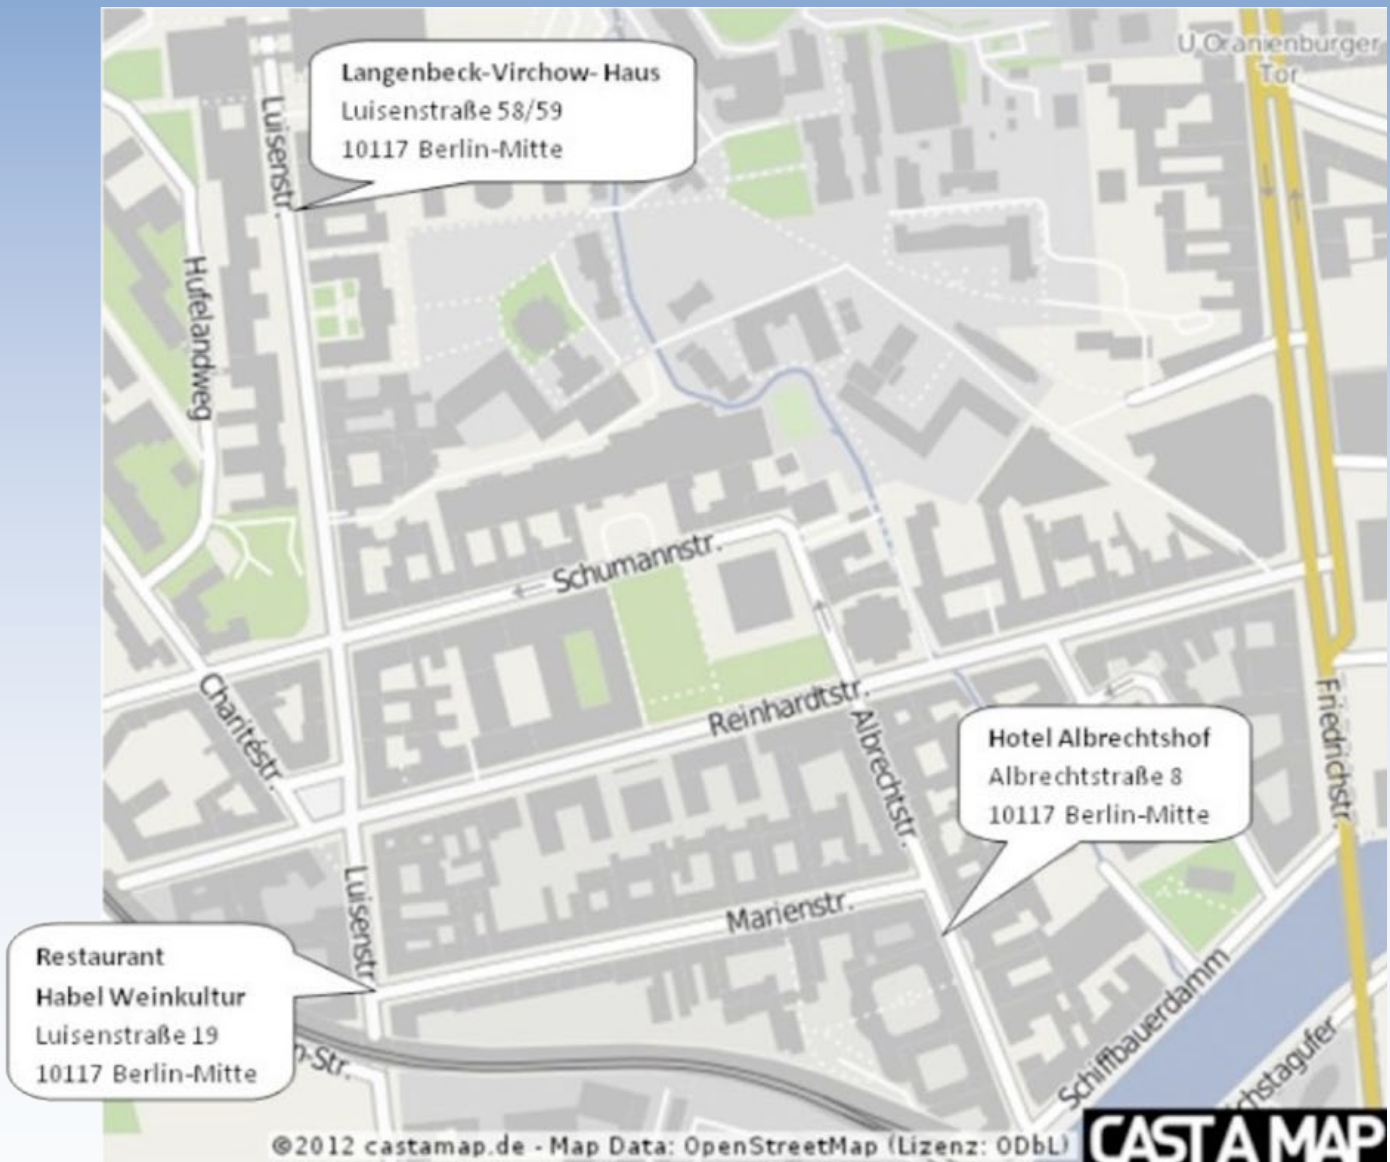 U Oranienburger
Tor
Langenbeck-Virchow- Haus
Luisenstraße 58/59
10117 Berlin-Mitte
Luisenstr.
Hufelandweg
Schumannstr.
Charitéstr.
Reinhardtstr.
Albrechtstr.
Friedrichstr.
Hotel Albrechtshof
Albrechtstraße 8
10117 Berlin-Mitte
Luisenstr
Marienstr.
Restaurant
Habel Weinkultur
Luisenstraße 19
10117 Berlin-Mitte
n-Str.
Schiffbauerdamm
chstagufer
©2012 castamap.de - Map Data: OpenStreetMap (Lizenz: ODbL)
CAST A MAP